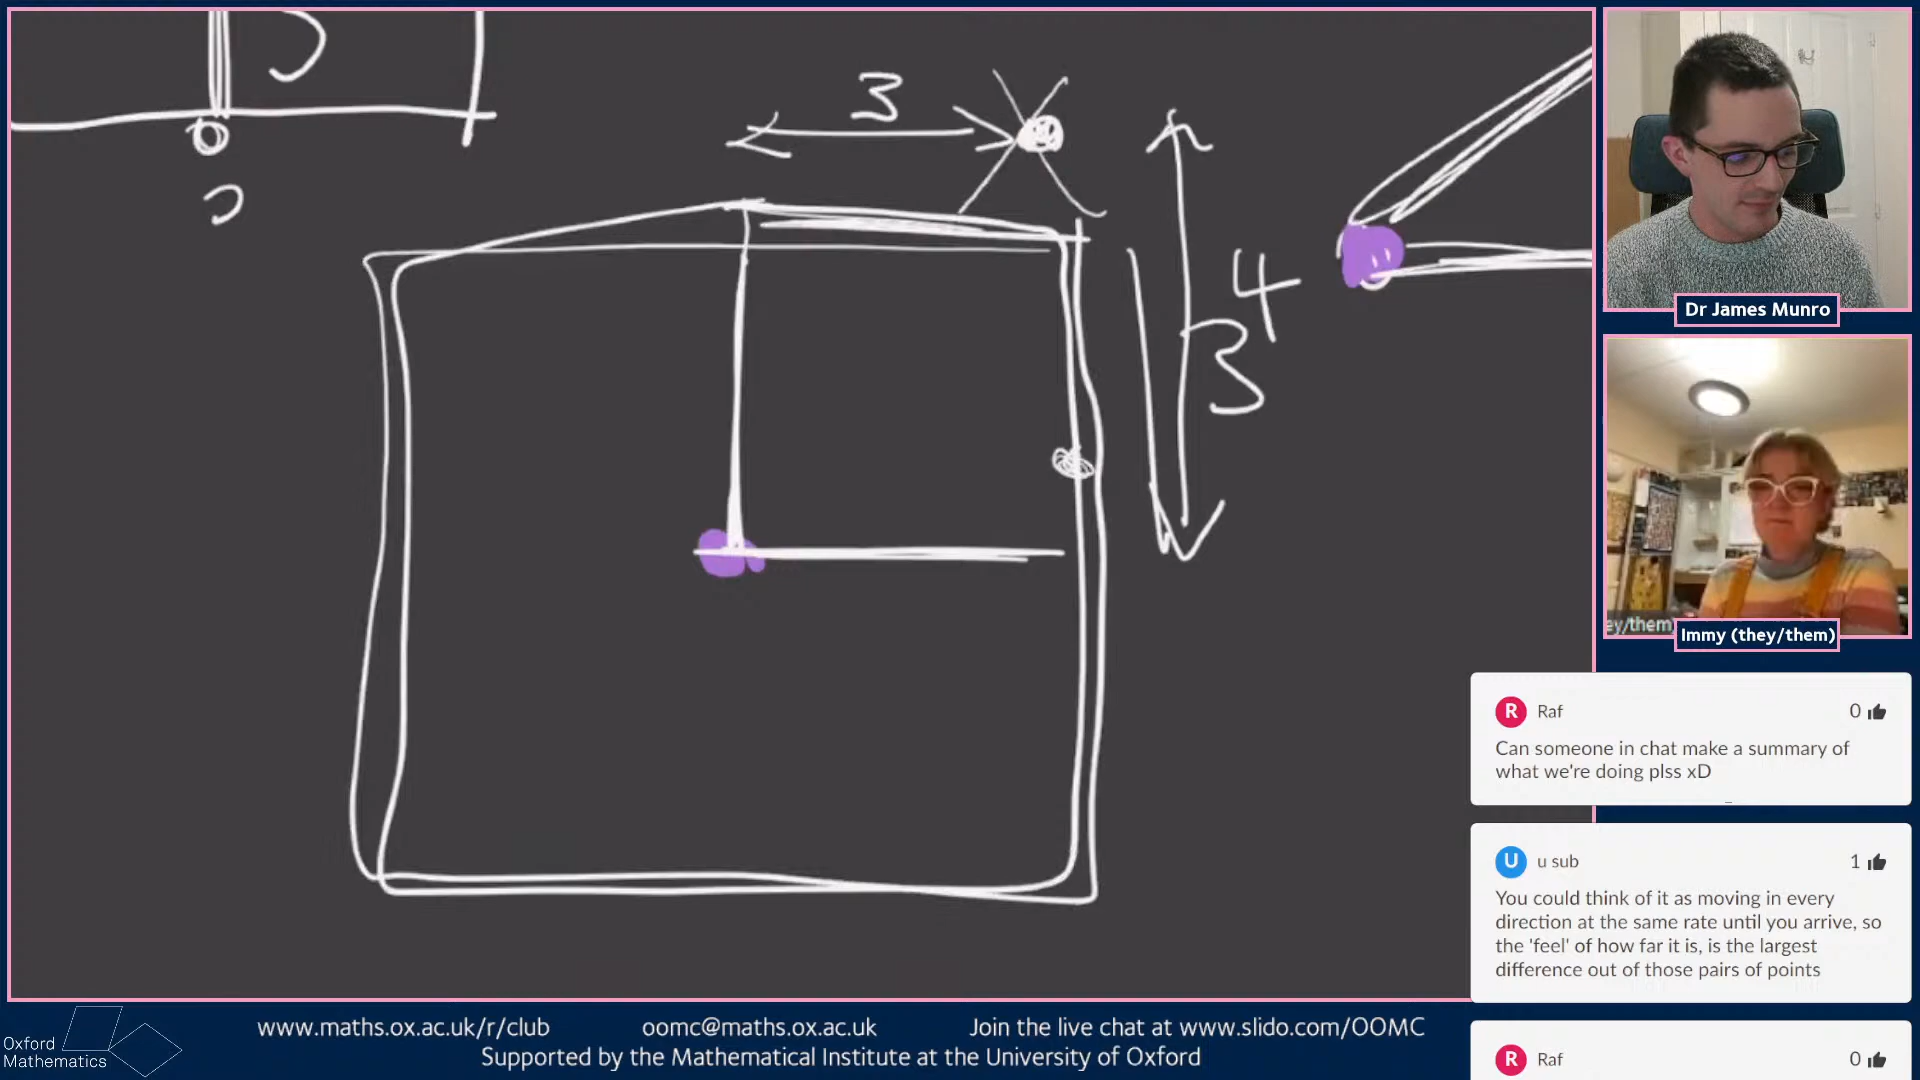 3
4
3
Dr James Munro
ey/them)
Immy (they/them)
R Raf 0
Can someone in chat make a summary of
what we're doing plss xD
U u sub 1
You could think of it as moving in every
direction at the same rate until you arrive, so
the 'feel' of how far it is, is the largest
difference out of those pairs of points
R Raf 0
Oxford
Mathematics
www.maths.ox.ac.uk/r/club oomc@maths.ox.ac.uk Join the live chat at www.slido.com/OOMC
Supported by the Mathematical Institute at the University of Oxford